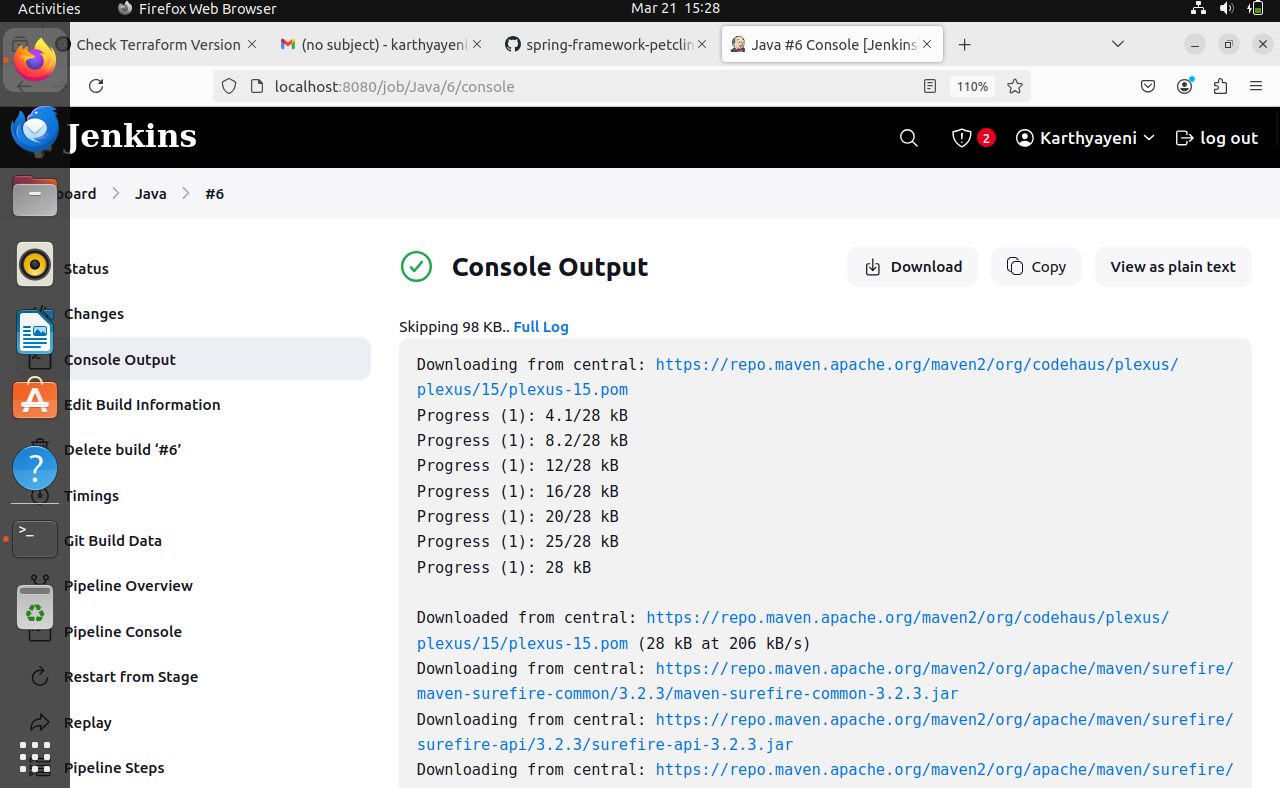 Activities Firefox Web Browser Mar 21 15:28
Check Terraform Version (no subject) - karthyayeni spring-framework-petclin Java #6 Console [Jenkins
localhost:8080/job/Java/6/console 110%
Jenkins 2 Karthyayeni log out
board Java #6
Status
Changes
Console Output
Edit Build Information
Delete build ‘#6’
Timings
Git Build Data
Pipeline Overview
Pipeline Console
Restart from Stage
Replay
Pipeline Steps
Console Output Download Copy View as plain text
Skipping 98 KB.. Full Log
Downloading from central: https://repo.maven.apache.org/maven2/org/codehaus/plexus/
plexus/15/plexus-15.pom
Progress (1): 4.1/28 kB
Progress (1): 8.2/28 kB
Progress (1): 12/28 kB
Progress (1): 16/28 kB
Progress (1): 20/28 kB
Progress (1): 25/28 kB
Progress (1): 28 kB
Downloaded from central: https://repo.maven.apache.org/maven2/org/codehaus/plexus/
plexus/15/plexus-15.pom (28 kB at 206 kB/s)
Downloading from central: https://repo.maven.apache.org/maven2/org/apache/maven/surefire/
maven-surefire-common/3.2.3/maven-surefire-common-3.2.3.jar
Downloading from central: https://repo.maven.apache.org/maven2/org/apache/maven/surefire/
surefire-api/3.2.3/surefire-api-3.2.3.jar
Downloading from central: https://repo.maven.apache.org/maven2/org/apache/maven/surefire/